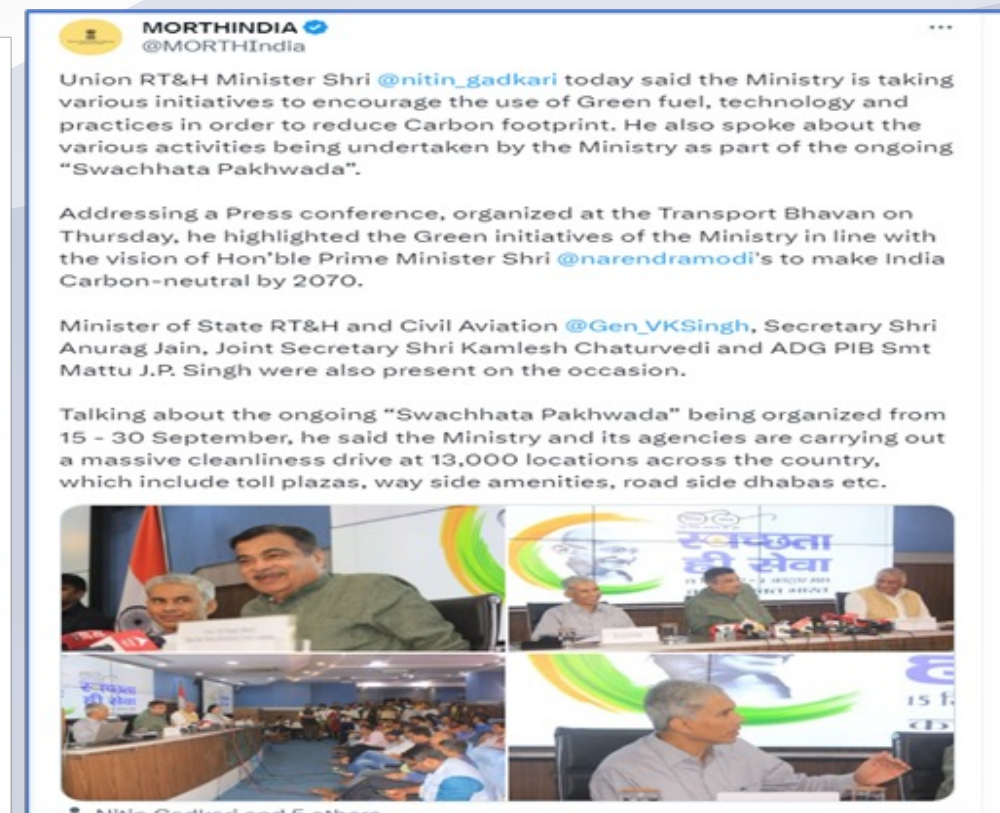 MORTHINDIA
@MORTHIndia
Union RT&H Minister Shri @nitin_gadkari today said the Ministry is taking
various initiatives to encourage the use of Green fuel, technology and
practices in order to reduce Carbon footprint. He also spoke about the
various activities being undertaken by the Ministry as part of the ongoing
“Swachhata Pakhwada”.
Addressing a Press conference, organized at the Transport Bhavan on
Thursday, he highlighted the Green initiatives of the Ministry in line with
the vision of Hon’ble Prime Minister Shri @narendramodi's to make India
Carbon-neutral by 2070.
Minister of State RT&H and Civil Aviation @Gen_VKSingh, Secretary Shri
Anurag Jain, Joint Secretary Shri Kamlesh Chaturvedi and ADG PIB Smt
Mattu J.P. Singh were also present on the occasion.
Talking about the ongoing “Swachhata Pakhwada” being organized from
15 - 30 September, he said the Ministry and its agencies are carrying out
a massive cleanliness drive at 13,000 locations across the country,
which include toll plazas, way side amenities, road side dhabas etc.
स्वच्छता
ही सेवा
स्वच्छता
ही सेवा
15
Nitin Gadkari and 5 others